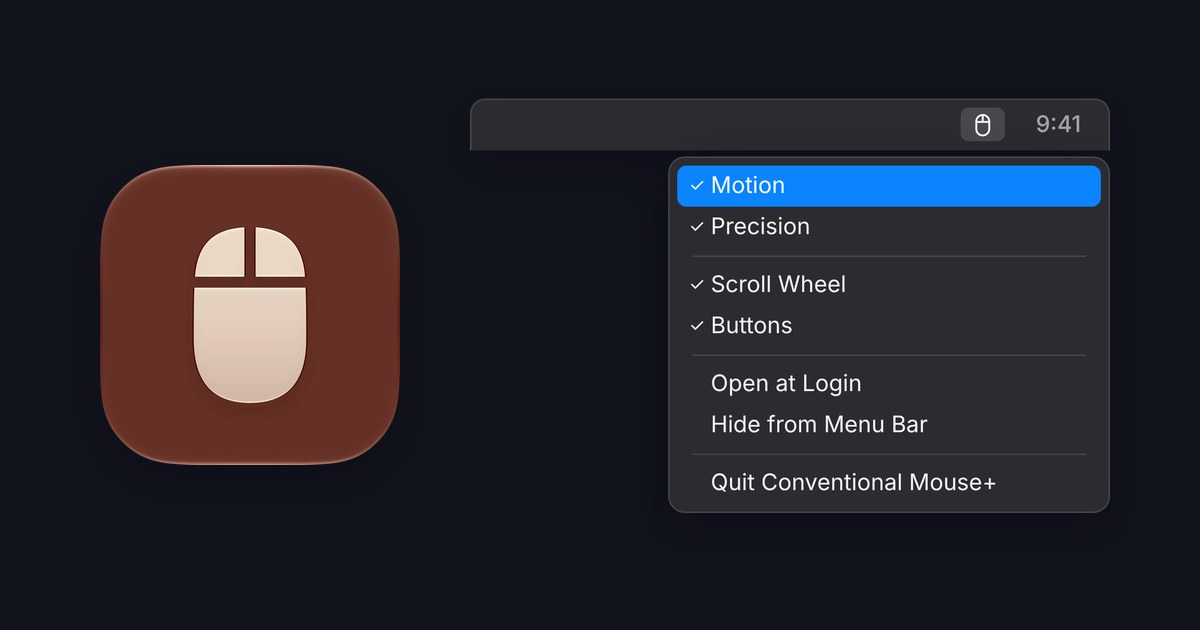 9:41
Motion
Precision
Scroll Wheel
Buttons
Open at Login
Hide from Menu Bar
Quit Conventional Mouse+